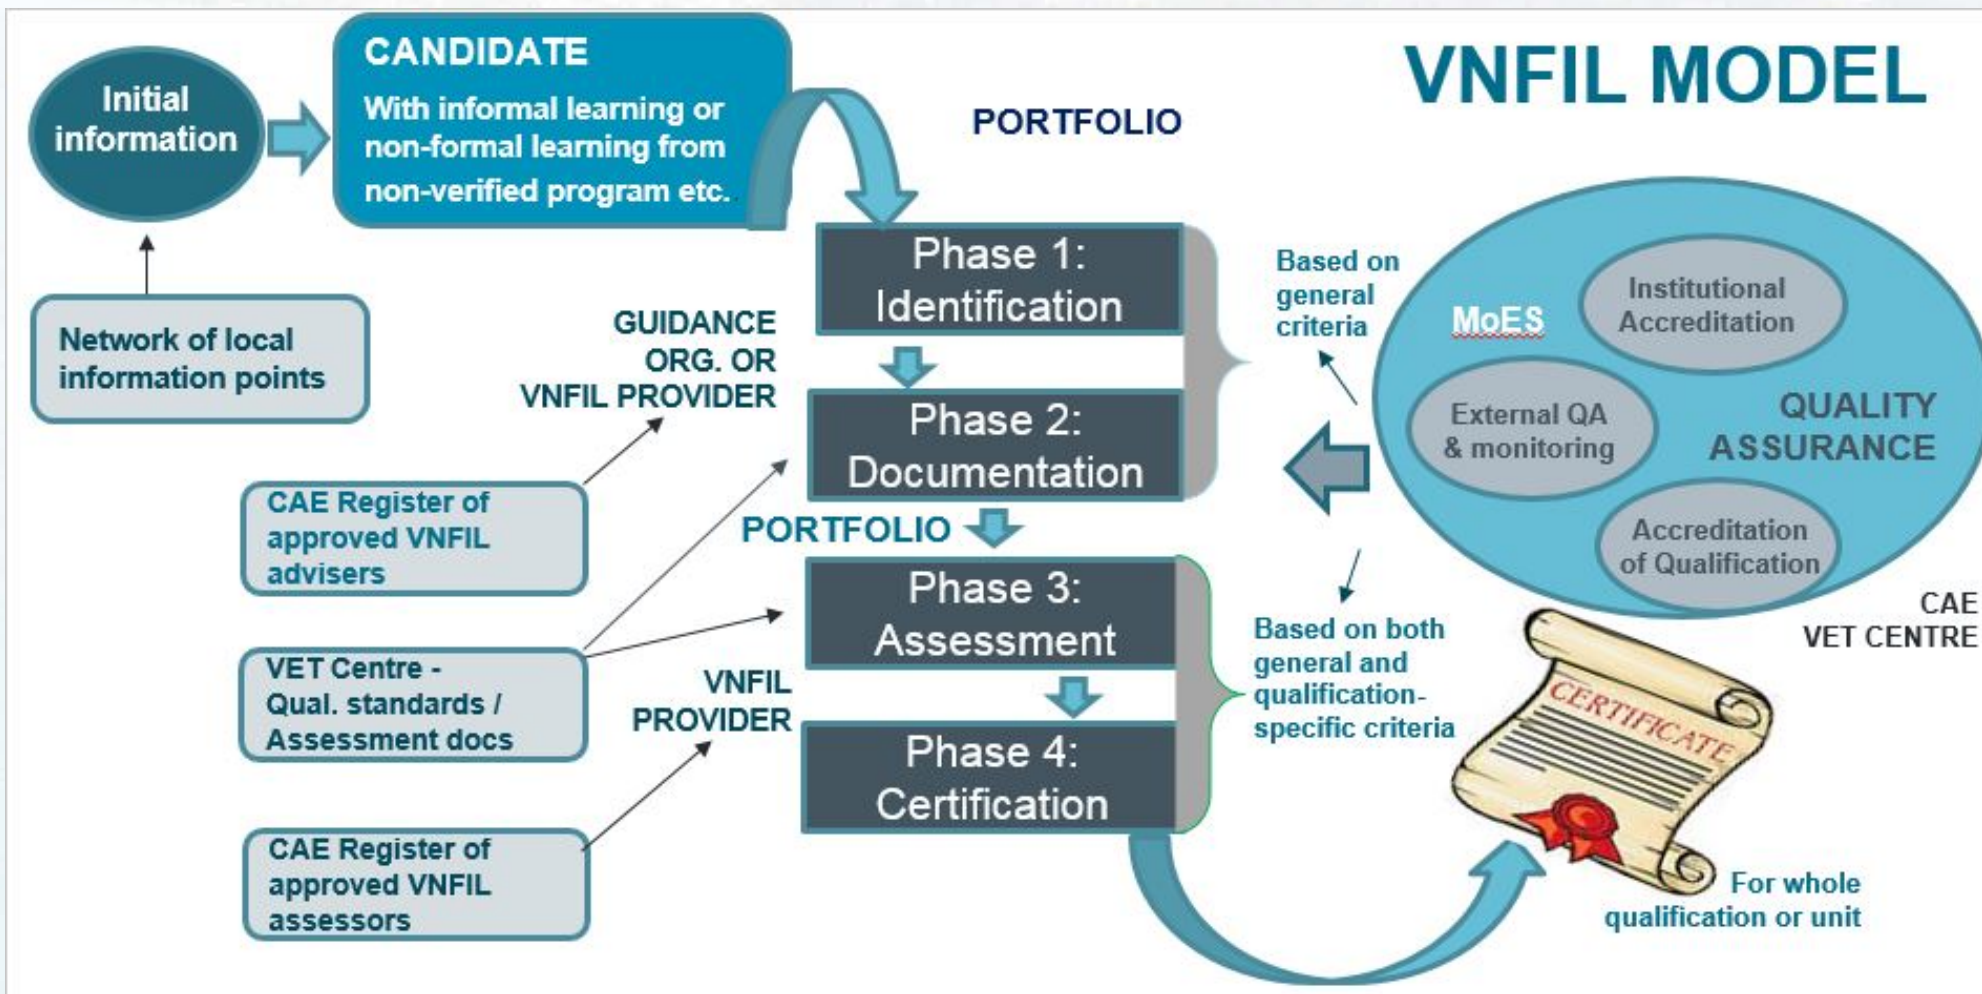 VNFIL MODEL
Initial
information
CANDIDATE
With informal learning or
non-formal learning from
non-verified program etc.
PORTFOLIO
Network of local
information points
Phase 1:
Identification
GUIDANCE
ORG. OR
VNFIL PROVIDER
Phase 2:
Documentation
CAE Register of
approved VNFIL
advisers
PORTFOLIO
Phase 3:
Assessment
VET Centre -
Qual. standards /
Assessment docs
VNFIL
PROVIDER
Phase 4:
Certification
CAE Register of
approved VNFIL
assessors
Based on
general
criteria
MoES
Institutional
Accreditation
External QA
& monitoring
QUALITY
ASSURANCE
Accreditation
of Qualification
CAE
VET CENTRE
Based on both
general and
qualification-
specific criteria
CERTIFICATE
For whole
qualification or unit